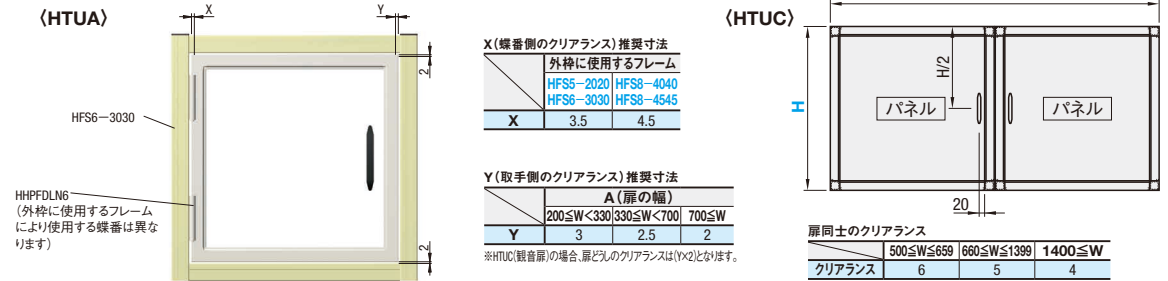 〈HTUA〉
X
Y
2
HFS6－3030
HHPFDLN6
(外枠に使用するフレーム
により使用する蝶番は異な
ります)
2
X(蝶番側のクリアランス)推奨寸法
外枠に使用するフレーム
HFS5－2020 HFS8－4040
HFS6－3030 HFS8－4545
X 3.5 4.5
Y(取手側のクリアランス)推奨寸法
A(扉の幅)
200≦W<330 330≦W<700 700≦W
Y 3 2.5 2
※HTUC(観音扉)の場合、扉どうしのクリアランスは(Y×2)となります。
〈HTUC〉
H
H/2
パネル パネル
20
扉同士のクリアランス
500≦W≦659 660≦W≦1399 1400≦W
クリアランス 6 5 4